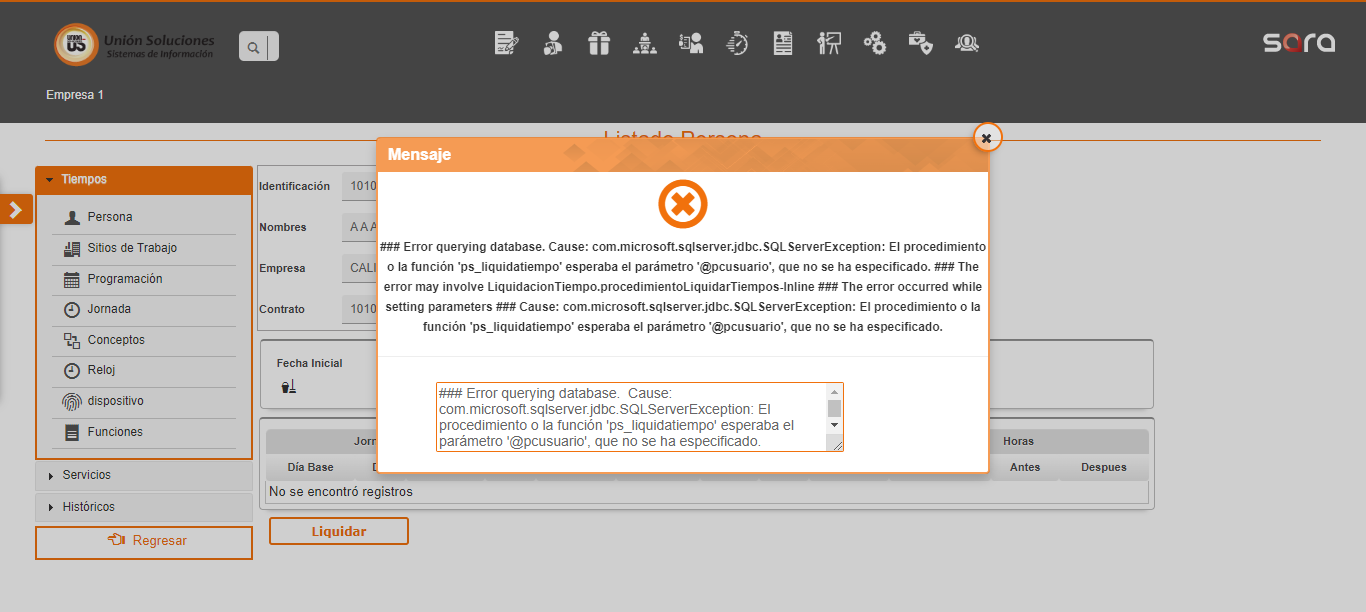 UNION
US
Unión Soluciones
Sistemas de Información
sara
Empresa 1
Listado Persona
Mensaje
Tiempos
Persona
Sitios de Trabajo
Programación
Jornada
Conceptos
Reloj
dispositivo
Funciones
Servicios
Históricos
Regresar
Identificación 1010
Nombres A A A
Empresa CALI
Contrato 1010
### Error querying database. Cause: com.microsoft.sqlserver.jdbc.SQLServerException: El procedimiento
o la función 'ps_liquidatiempo' esperaba el parámetro '@pcusuario', que no se ha especificado. ### The
error may involve LiquidacionTiempo.procedimientoLiquidarTiempos-Inline ### The error occurred while
setting parameters ### Cause: com.microsoft.sqlserver.jdbc.SQLServerException: El procedimiento o la
función 'ps_liquidatiempo' esperaba el parámetro '@pcusuario', que no se ha especificado.
Fecha Inicial
### Error querying database.  Cause:
com.microsoft.sqlserver.jdbc.SQLServerException: El
procedimiento o la función 'ps_liquidatiempo' esperaba el
parámetro '@pcusuario', que no se ha especificado.
Horas
Día Base Antes Despues
No se encontró registros
Liquidar